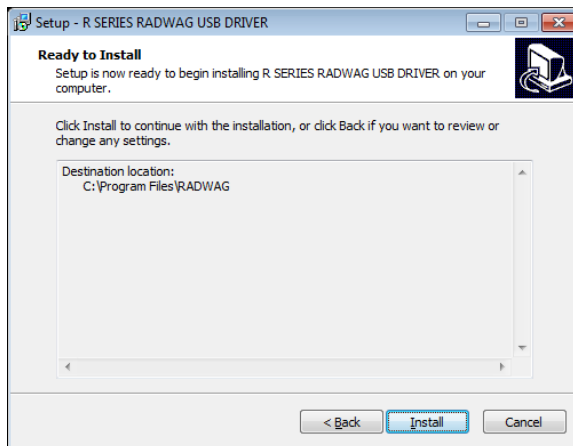 Setup - R SERIES RADWAG USB DRIVER
Ready to Install
Setup is now ready to begin installing R SERIES RADWAG USB DRIVER on your
computer.
Click Install to continue with the installation, or click Back if you want to review or
change any settings.
Destination location:
C:\Program Files\RADWAG
< Back
Install
Cancel